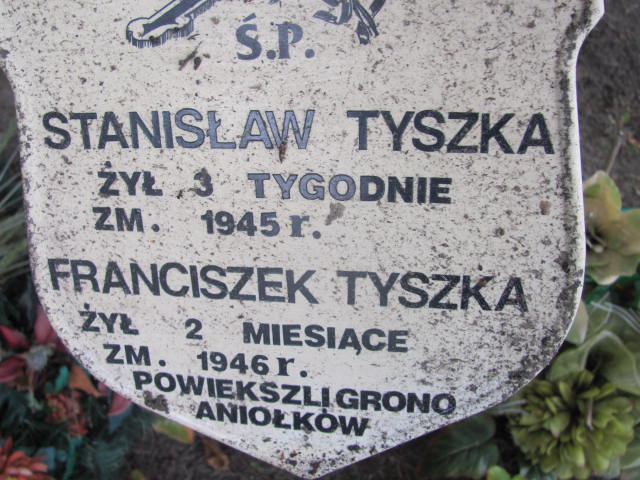 Ś.P.
STANISŁAW TYSZKA
ŻYŁ 3 TYGODNIE
ZM. 1945 r.
FRANCISZEK TYSZKA
ŻYŁ 2 MIESIĄCE
ZM. 1946 r.
POWIEKSZLI GRONO
ANIOŁKÓW